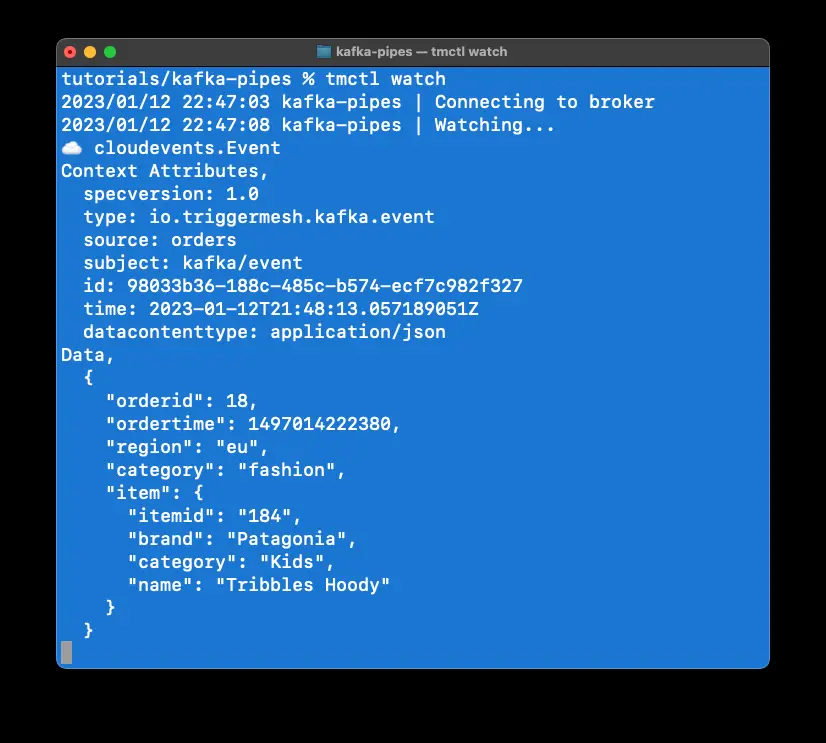 kafka-pipes — tmctl watch
tutorials/kafka-pipes % tmctl watch
2023/01/12 22:47:03 kafka-pipes | Connecting to broker
2023/01/12 22:47:08 kafka-pipes | Watching...
☁️ cloudevents.Event
Context Attributes,
  specversion: 1.0
  type: io.triggermesh.kafka.event
  source: orders
  subject: kafka/event
  id: 98033b36-188c-485c-b574-ecf7c982f327
  time: 2023-01-12T21:48:13.057189051Z
  datacontenttype: application/json
Data,
  {
    "orderid": 18,
    "ordertime": 1497014222380,
    "region": "eu",
    "category": "fashion",
    "item": {
      "itemid": "184",
      "brand": "Patagonia",
      "category": "Kids",
      "name": "Tribbles Hoody"
    }
  }